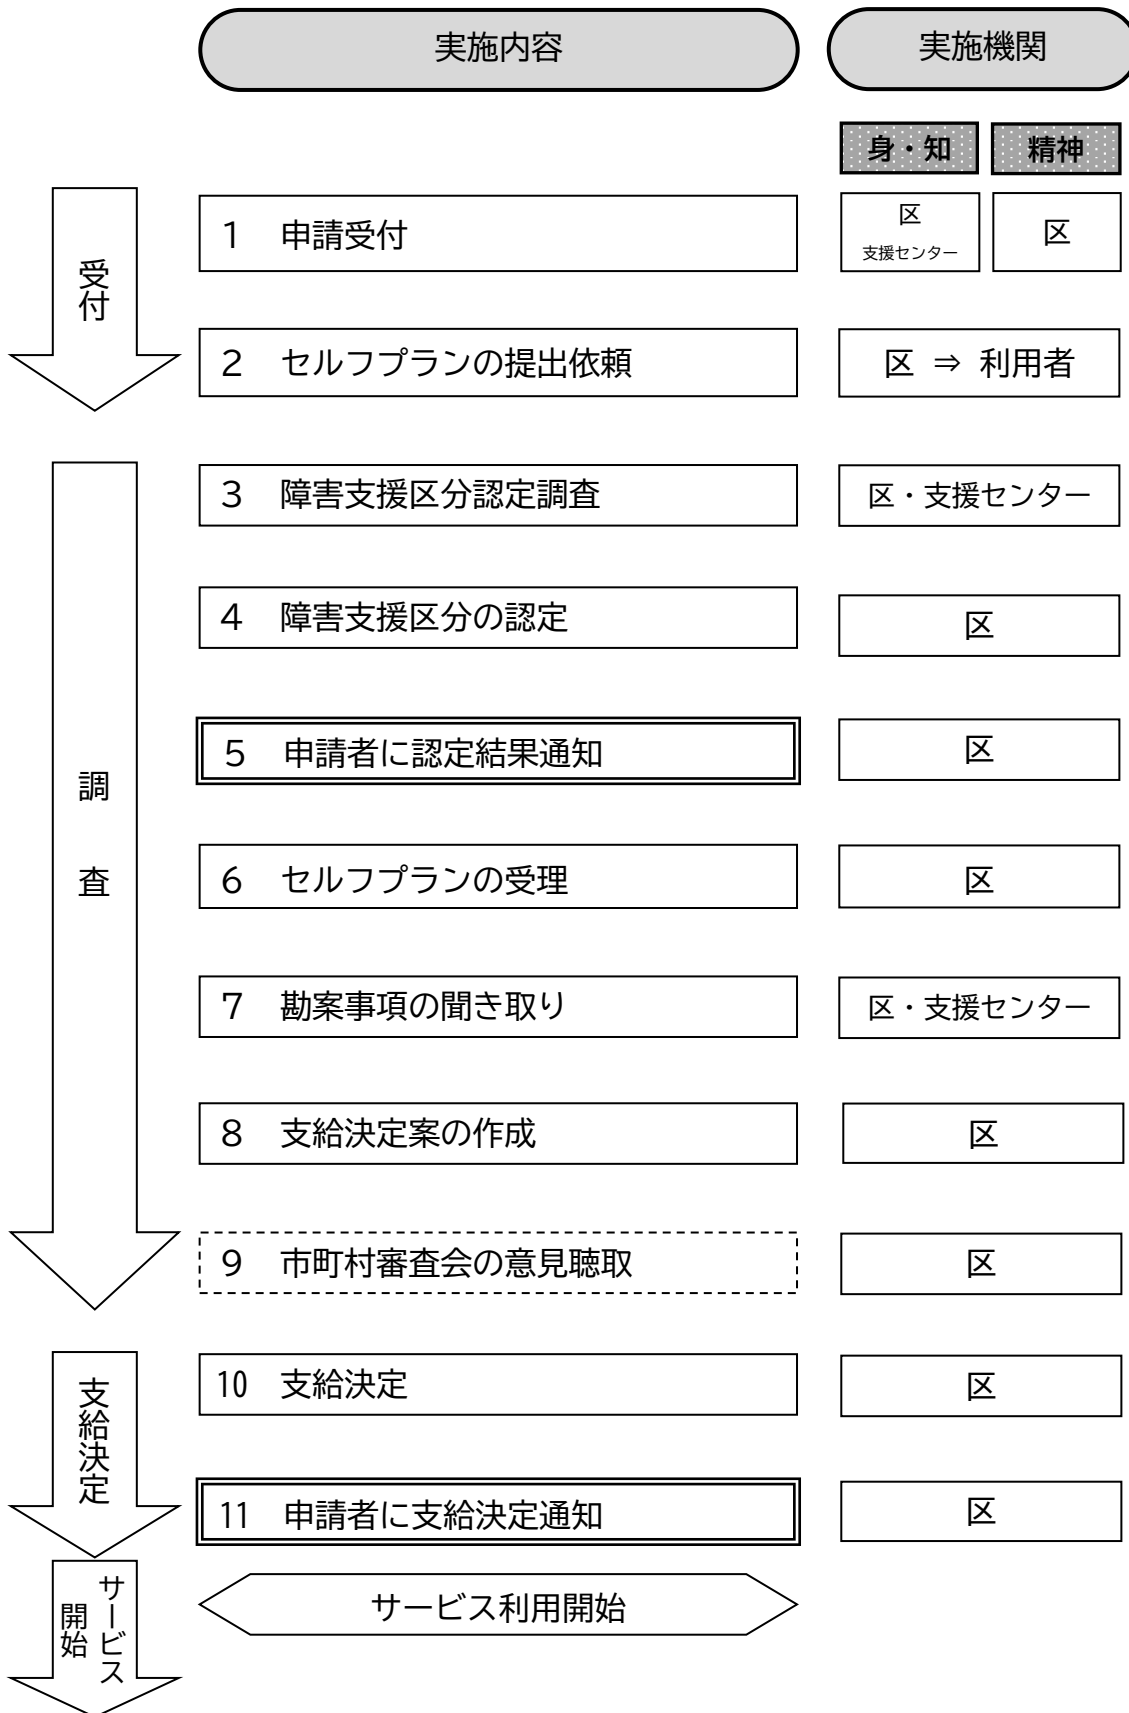 実施内容
実施機関
身・知
精神
受付
1 申請受付
区
支援センター
区
2 セルフプランの提出依頼
区 ⇒ 利用者
調査
3 障害支援区分認定調査
区・支援センター
4 障害支援区分の認定
区
5 申請者に認定結果通知
区
6 セルフプランの受理
区
7 勘案事項の聞き取り
区・支援センター
8 支給決定案の作成
区
9 市町村審査会の意見聴取
区
支給決定
10 支給決定
区
11 申請者に支給決定通知
区
サービス
開始
サービス利用開始